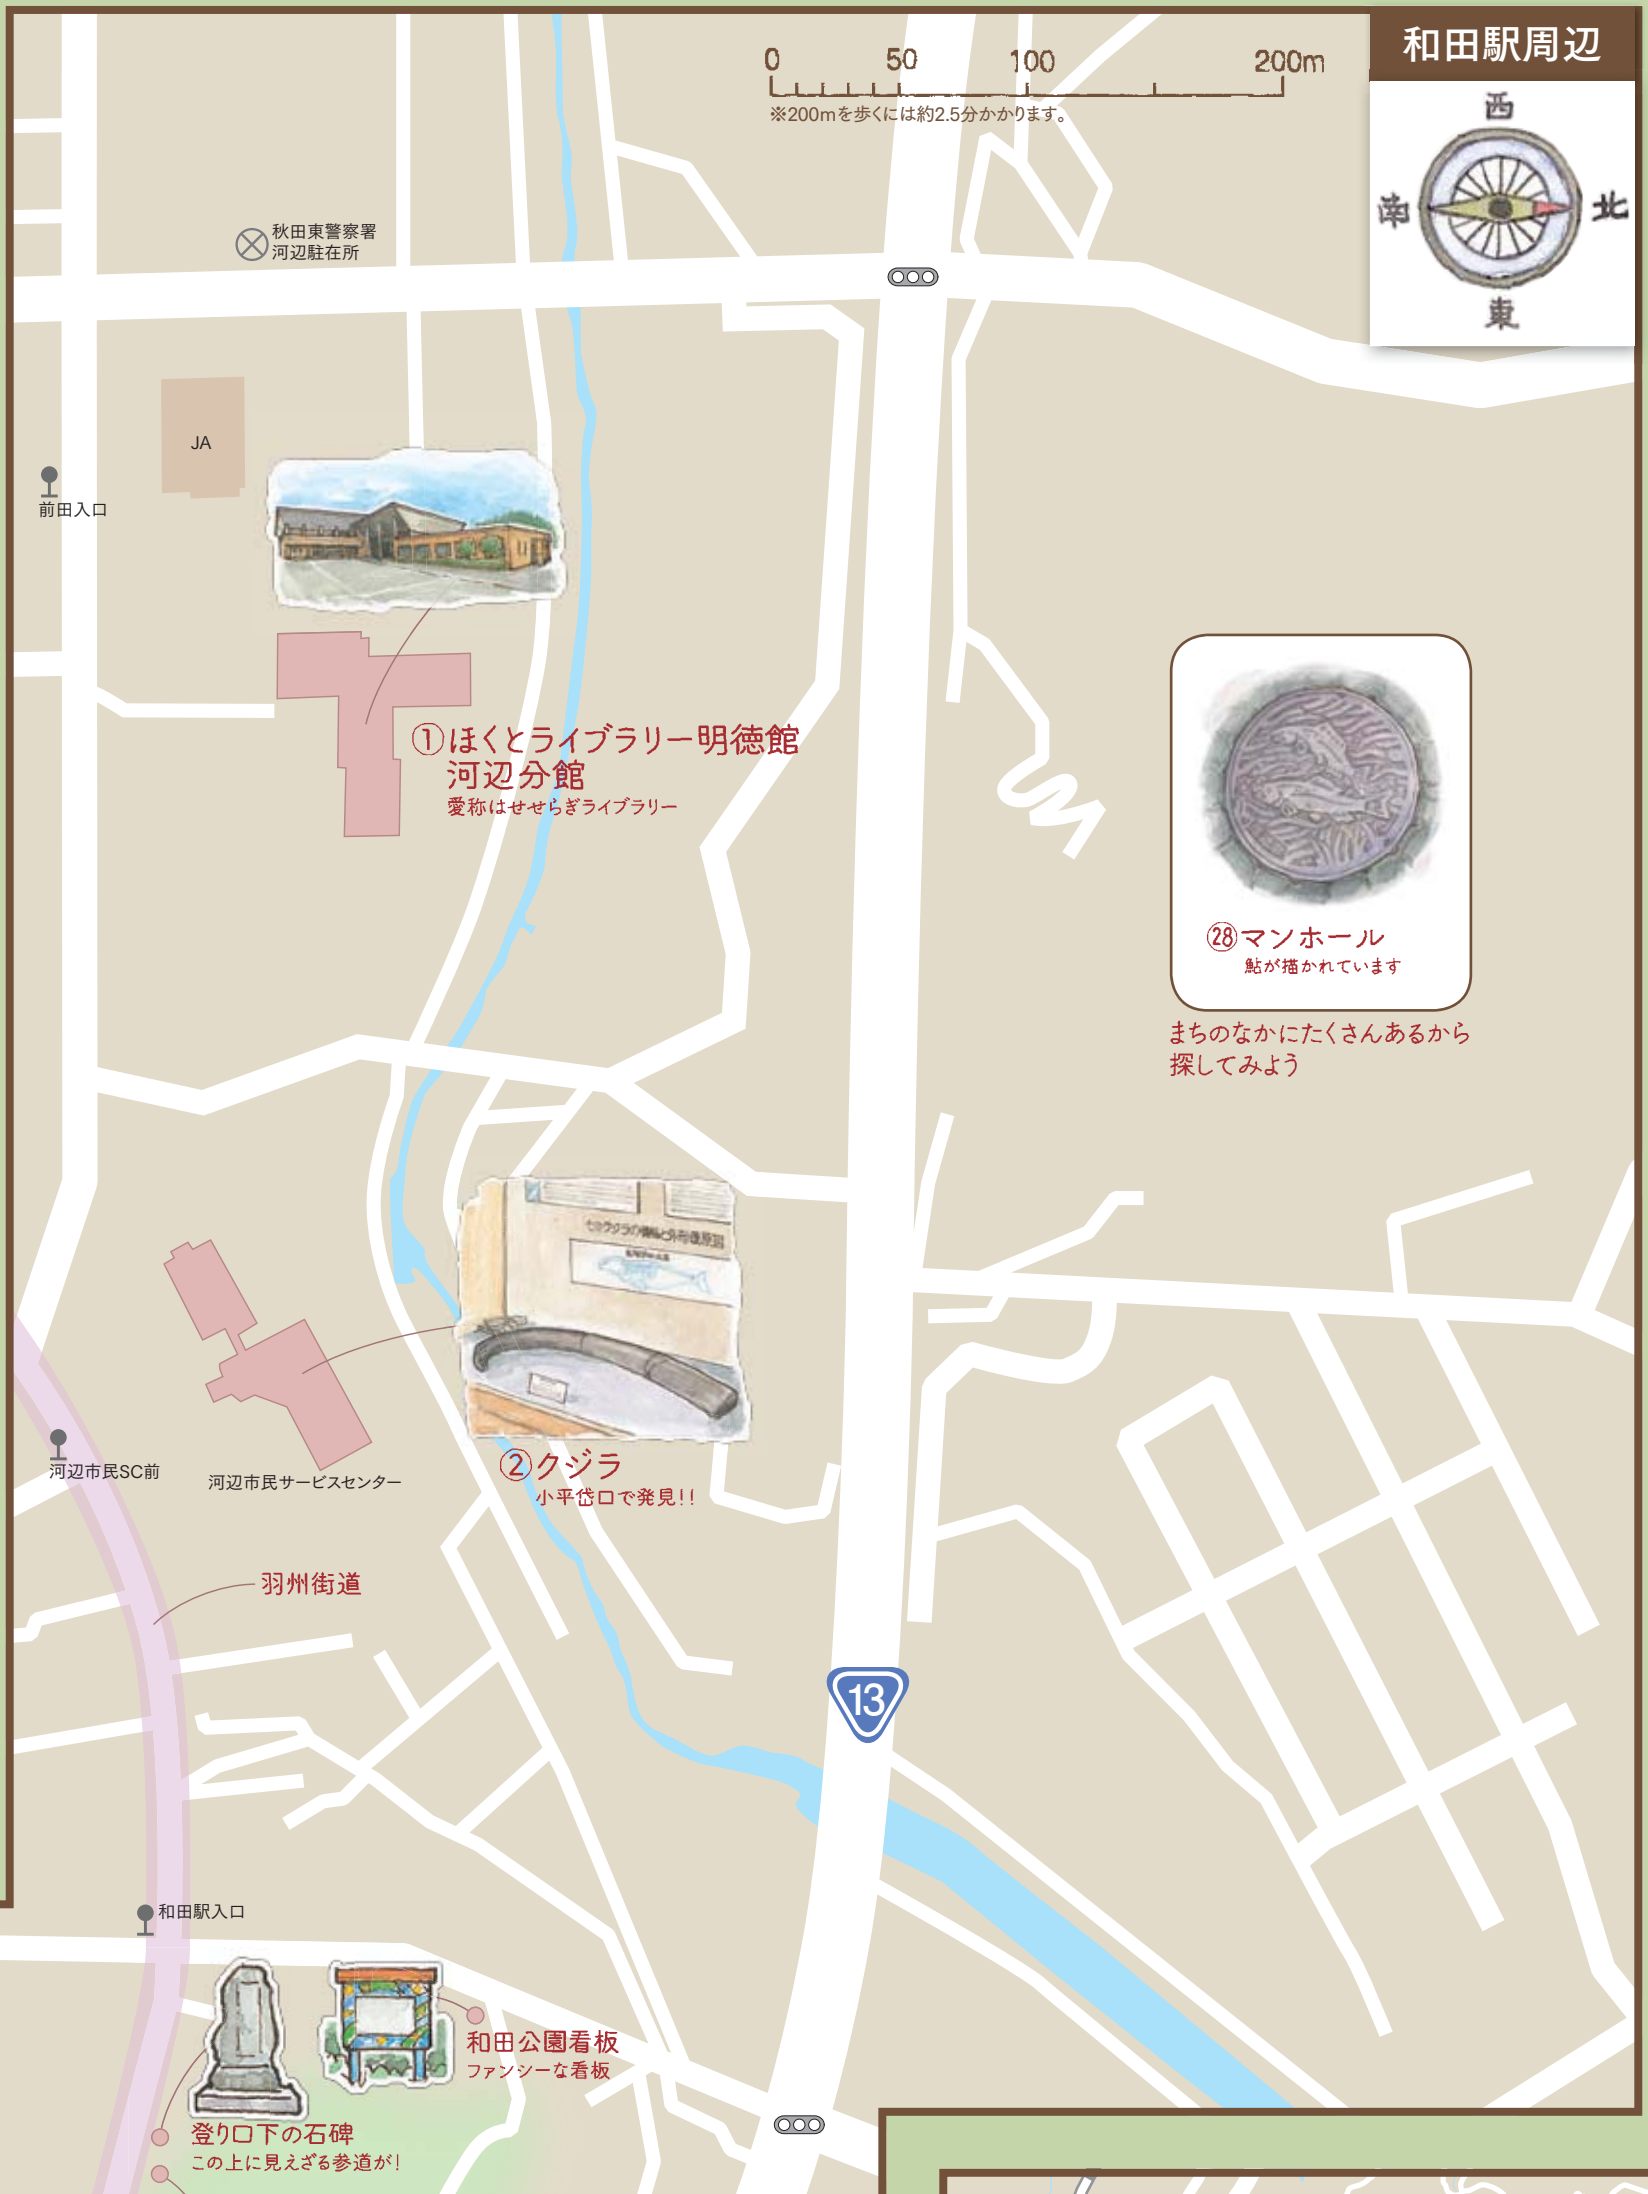 和田駅周辺
西
南
北
東
0 50 100 200m
※200mを歩くには約2.5分かかります。
秋田東警察署
河辺駐在所
JA
前田入口
①ほくとライブラリー明徳館
河辺分館
愛称はせせらぎライブラリー
㉘マンホール
鮎が描かれています
まちのなかにたくさんあるから
探してみよう
②クジラ
小平岱口で発見!!
河辺市民SC前
河辺市民サービスセンター
羽州街道
13
和田駅入口
和田公園看板
ファンシーな看板
登り口下の石碑
この上に見えざる参道が!